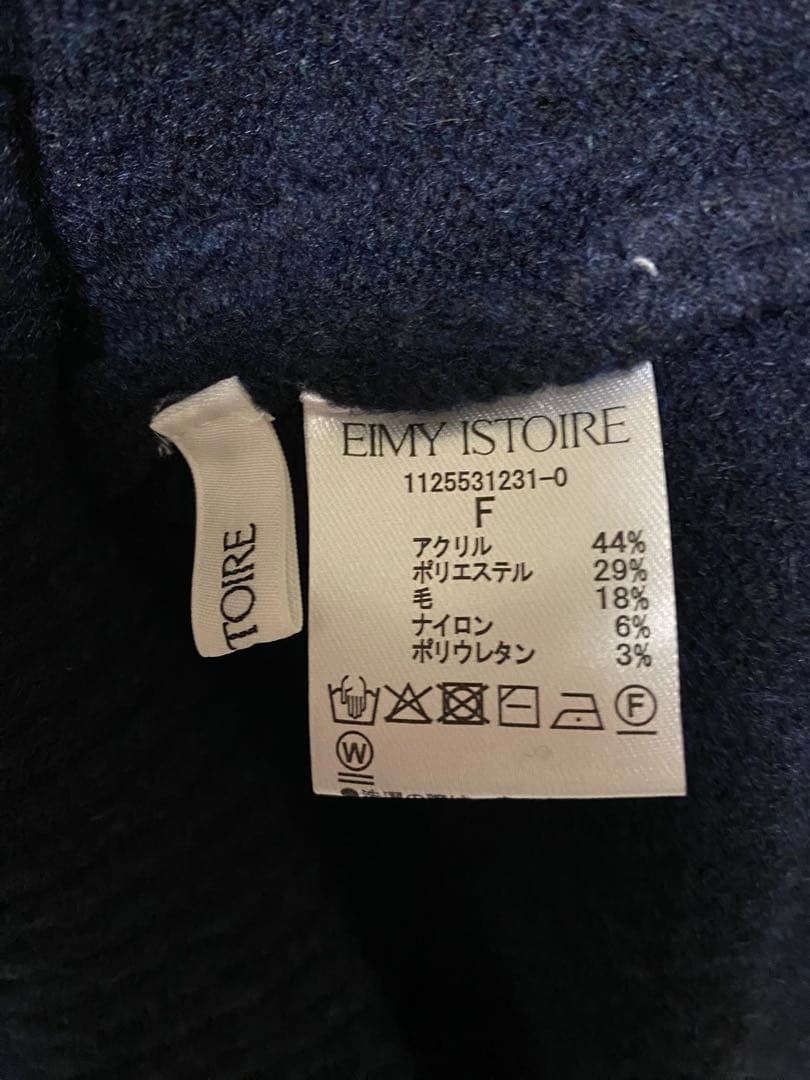 TOIRE
EIMY ISTOIRE
1125531231-0
F
アクリル 44%
ポリエステル 29%
毛 18%
ナイロン 6%
ポリウレタン 3%
F
W